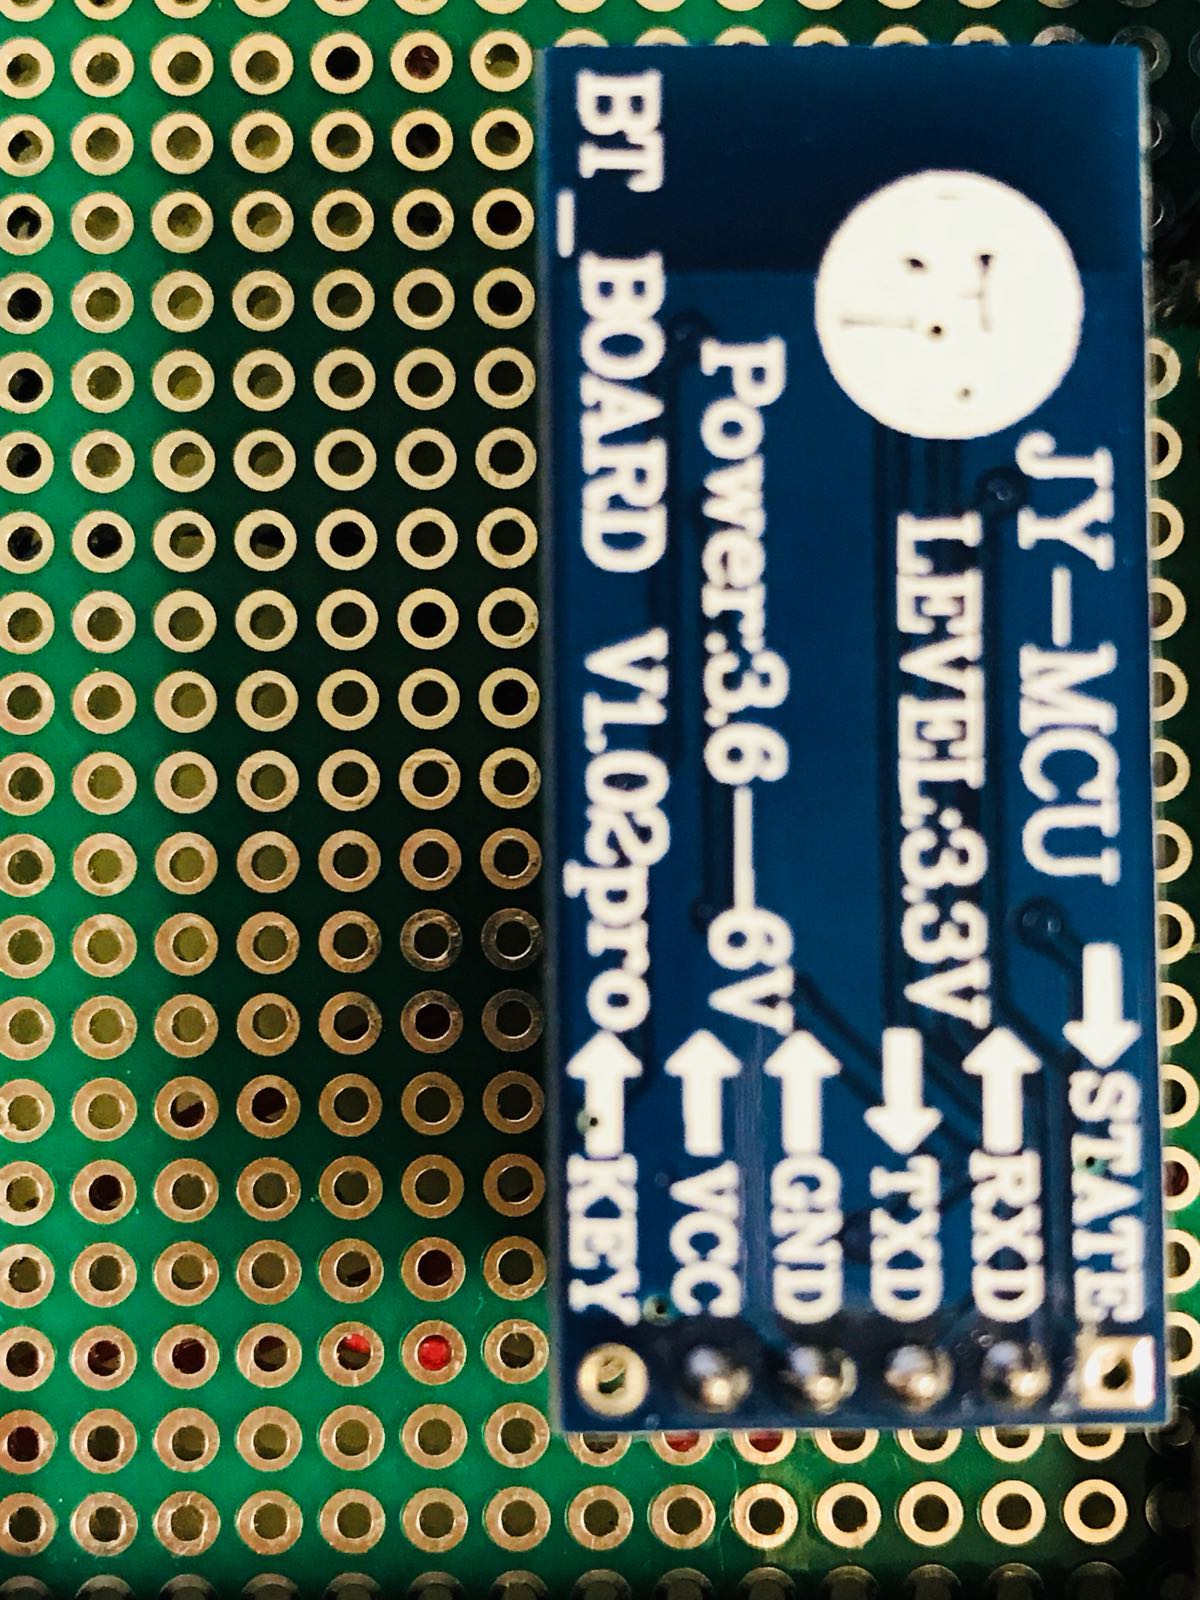 JY-MCU
LEVEL:3.3V
Power:3.6—6V
BT_BOARD V1.02pro
←KEY
←VCC
←GND
→TXD
←RXD
→STATE